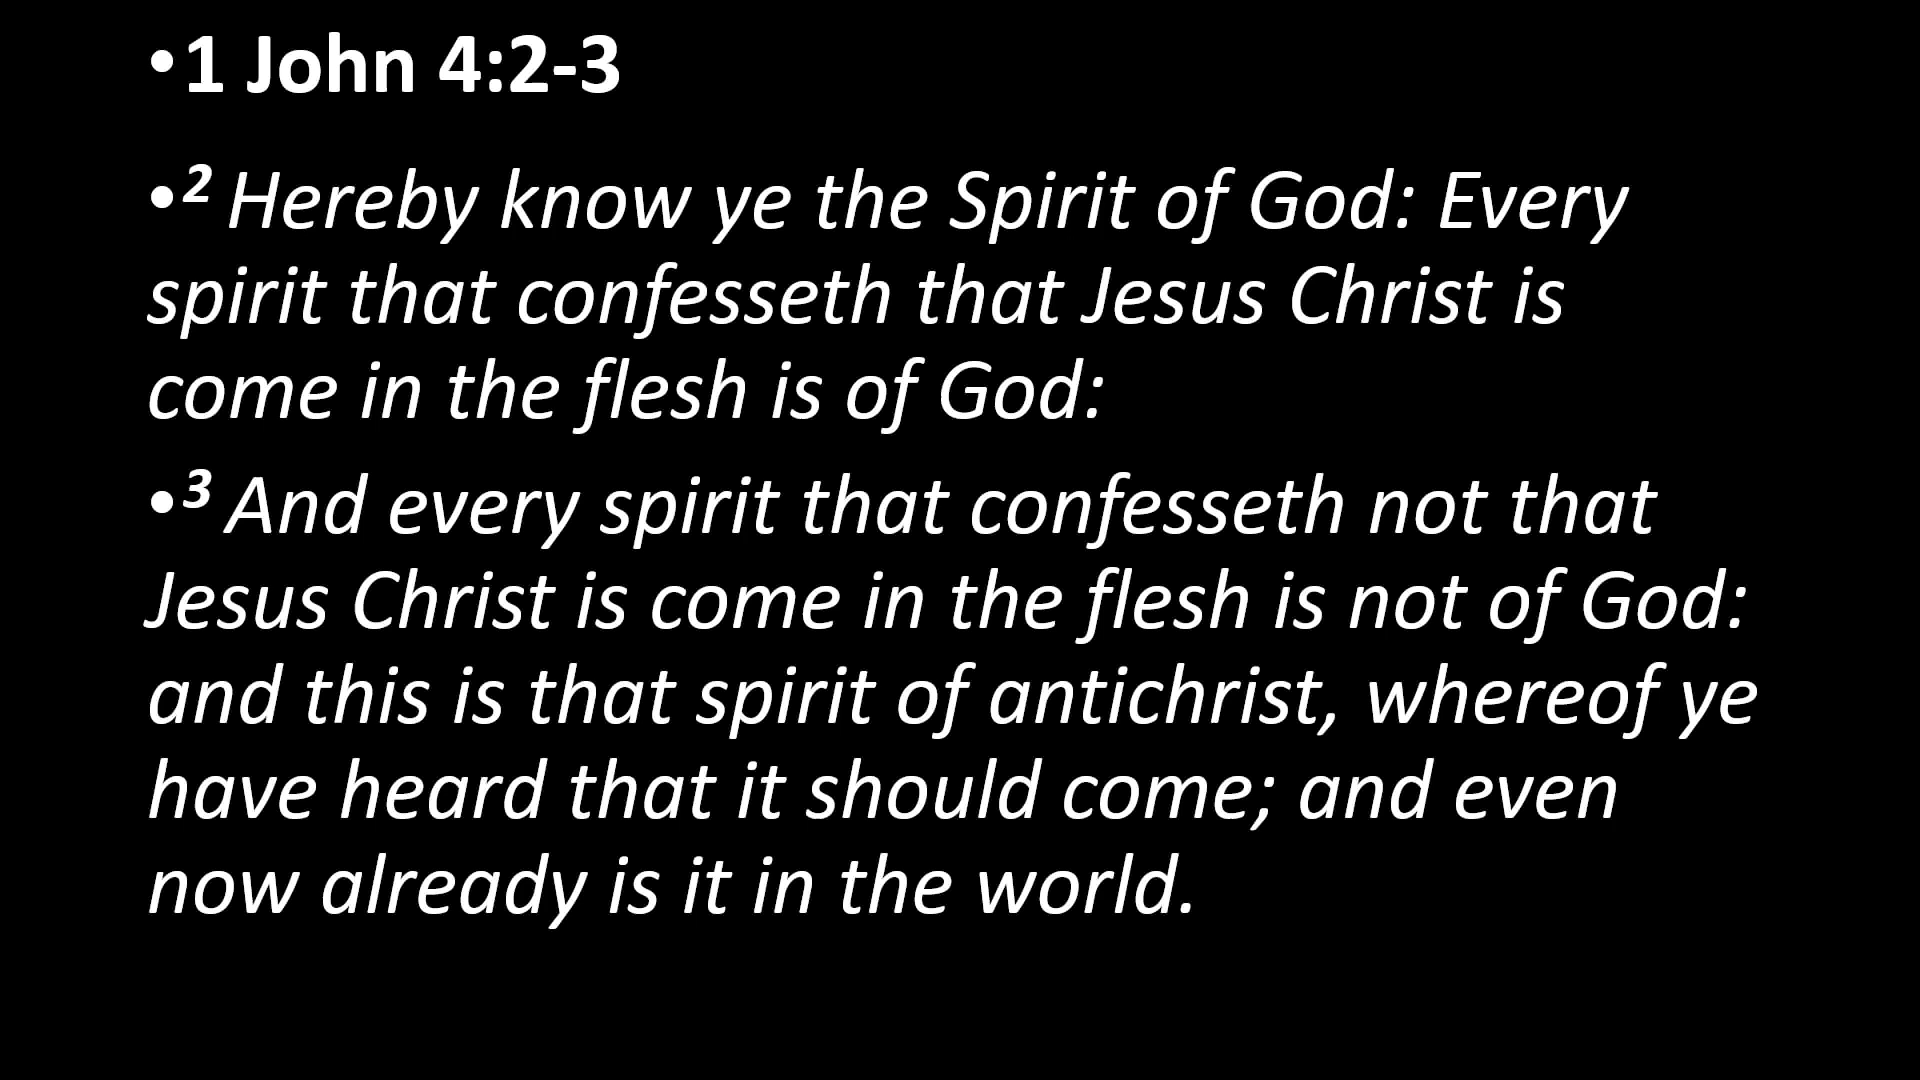 •1 John 4:2-3
•2 Hereby know ye the Spirit of God: Every
spirit that confesseth that Jesus Christ is
come in the flesh is of God:
•3 And every spirit that confesseth not that
Jesus Christ is come in the flesh is not of God:
and this is that spirit of antichrist, whereof ye
have heard that it should come; and even
now already is it in the world.